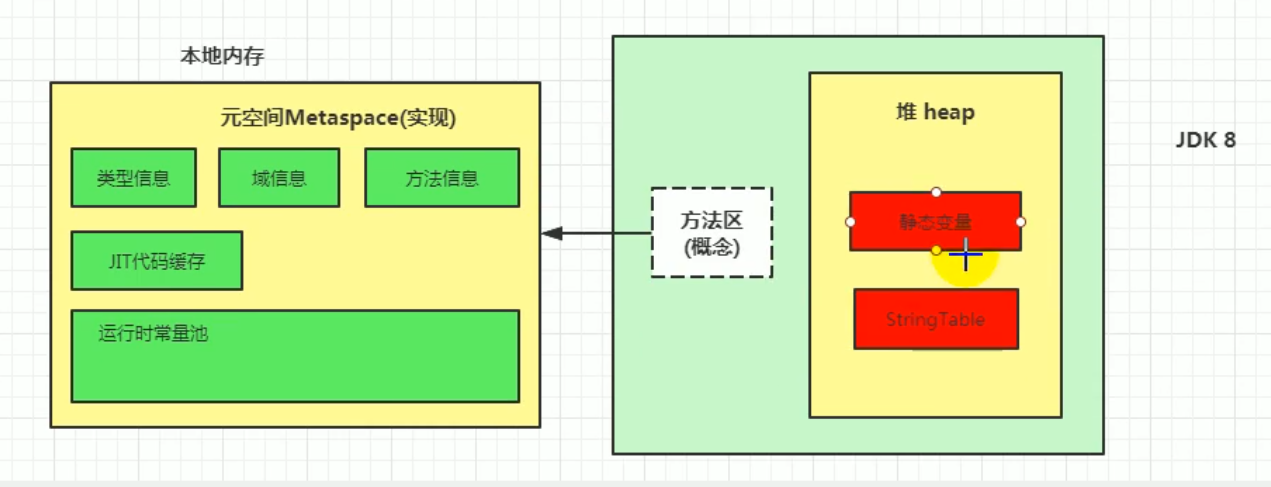 本地内存
元空间Metaspace(实现)
类型信息
域信息
方法信息
JIT代码缓存
运行时常量池
方法区
(概念)
堆 heap
静态变量
StringTable
JDK 8